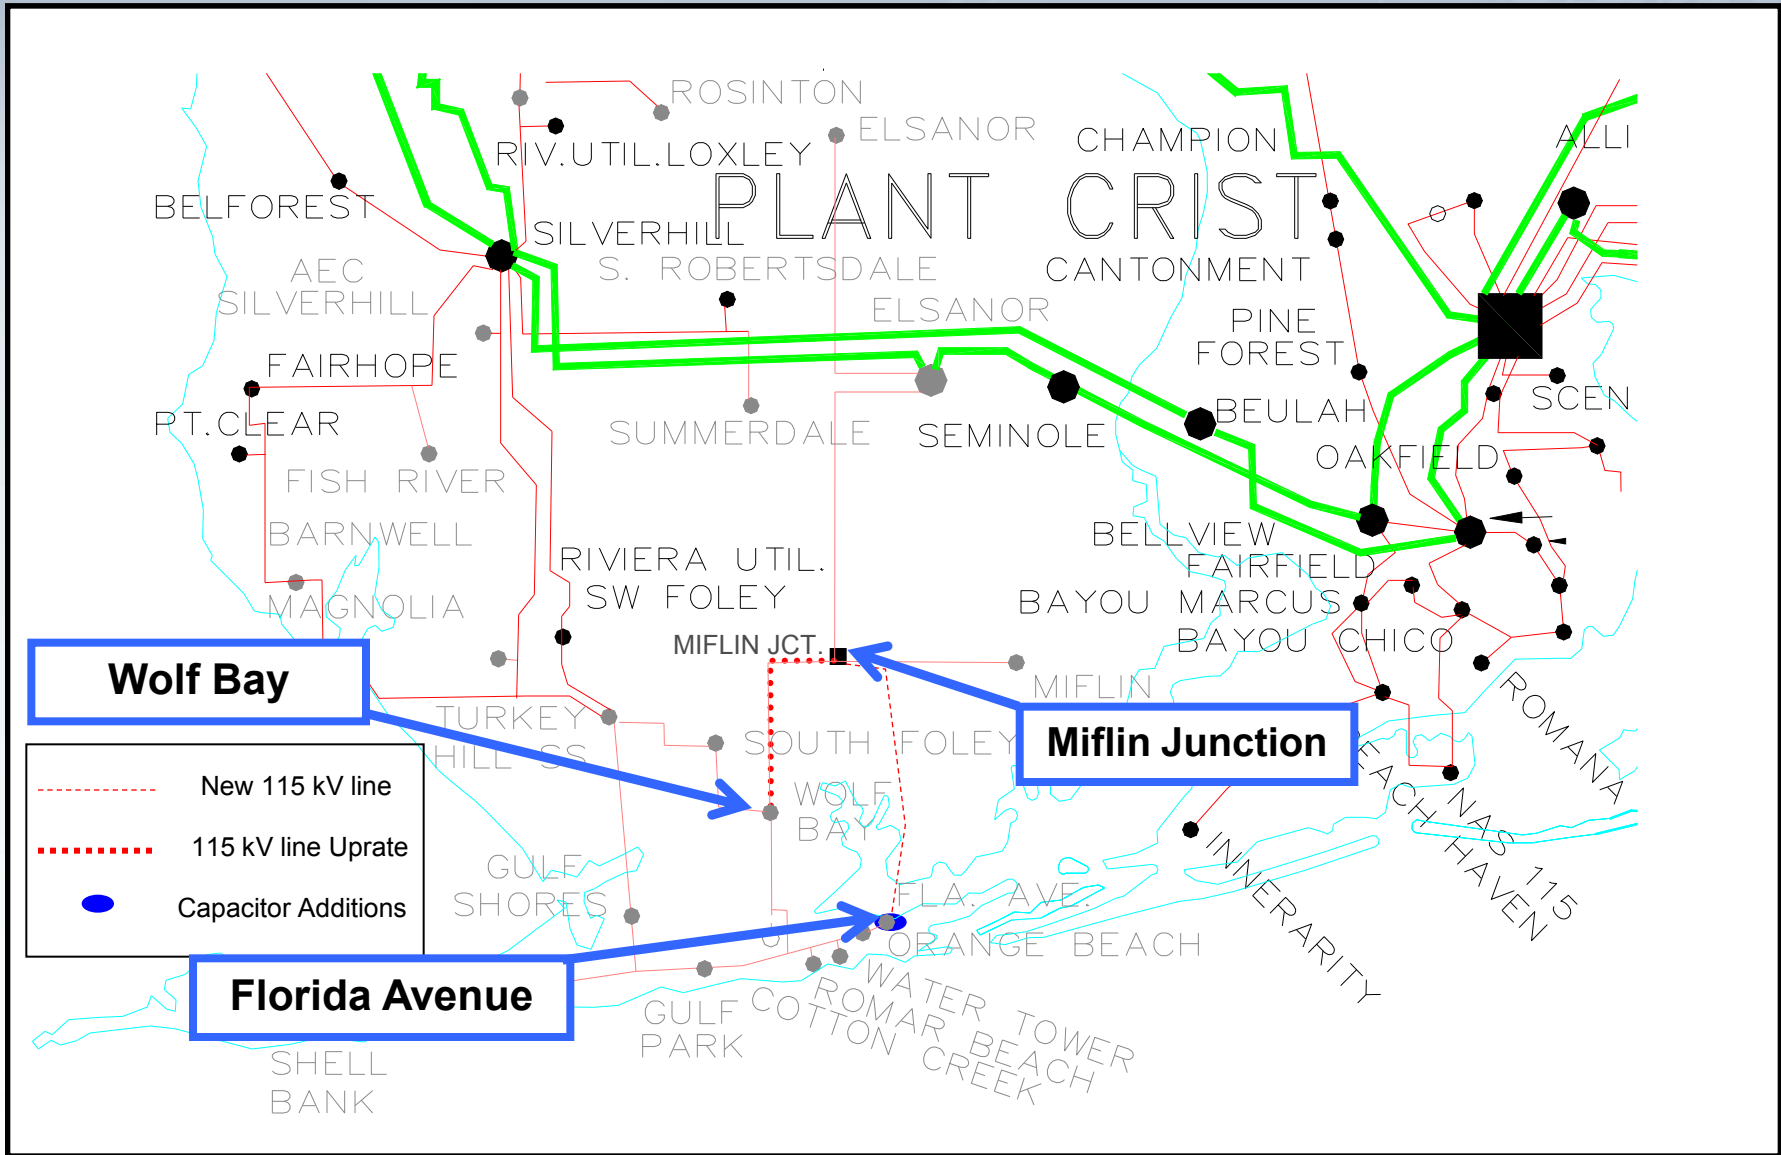 ROSINTON
ELSANOR
CHAMPION
ALLI
RIV.UTIL.LOXLEY
PLANT CRIST
BELFOREST
SILVERHILL
S. ROBERTSDALE
CANTONMENT
AEC
SILVERHILL
ELSANOR
PINE
FOREST
FAIRHOPE
SCEN
PT.CLEAR
SUMMERDALE
SEMINOLE
BEULAH
OAKFIELD
FISH RIVER
BARNWELL
BELLVIEW
RIVIERA UTIL.
SW FOLEY
FAIRFIELD
MAGNOLIA
BAYOU MARCUS
BAYOU CHICO
MIFLIN JCT.
Wolf Bay
MIFLIN
ROMANA
TURKEY
HILL SS
SOUTH FOLEY
Miflin Junction
EACH HAVEN
NAS 115
New 115 kV line
115 kV line Uprate
Capacitor Additions
WOLF
BAY
INNERARITY
GULF
SHORES
FLA. AVE.
ORANGE BEACH
Florida Avenue
WATER TOWER
ROMAR BEACH
COTTON CREEK
GULF
PARK
SHELL
BANK